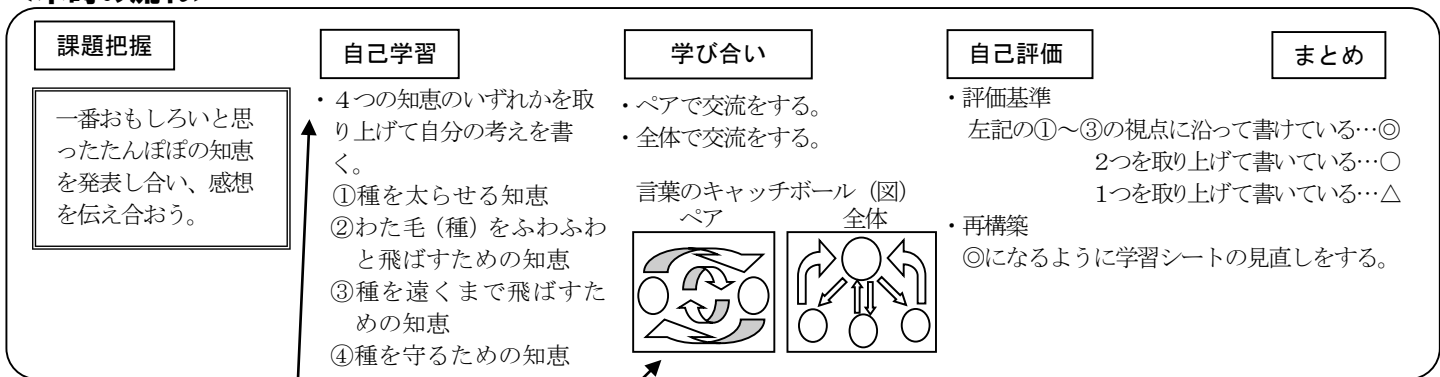 課題把握
一番おもしろいと思
ったたんぽぽの知恵
を発表し合い、感想
を伝え合おう。
自己学習
・４つの知恵のいずれかを取
り上げて自分の考えを書
く。
①種を太らせる知恵
②わた毛（種）をふわふわ
と飛ばすための知恵
③種を遠くまで飛ばすた
めの知恵
④種を守るための知恵
学び合い
・ペアで交流をする。
・全体で交流をする。
言葉のキャッチボール（図）
ペア　全体
自己評価
・評価基準
左記の①～③の視点に沿って書けている…◎
２つを取り上げて書いている…○
１つを取り上げて書いている…△
・再構築
◎になるように学習シートの見直しをする。
まとめ